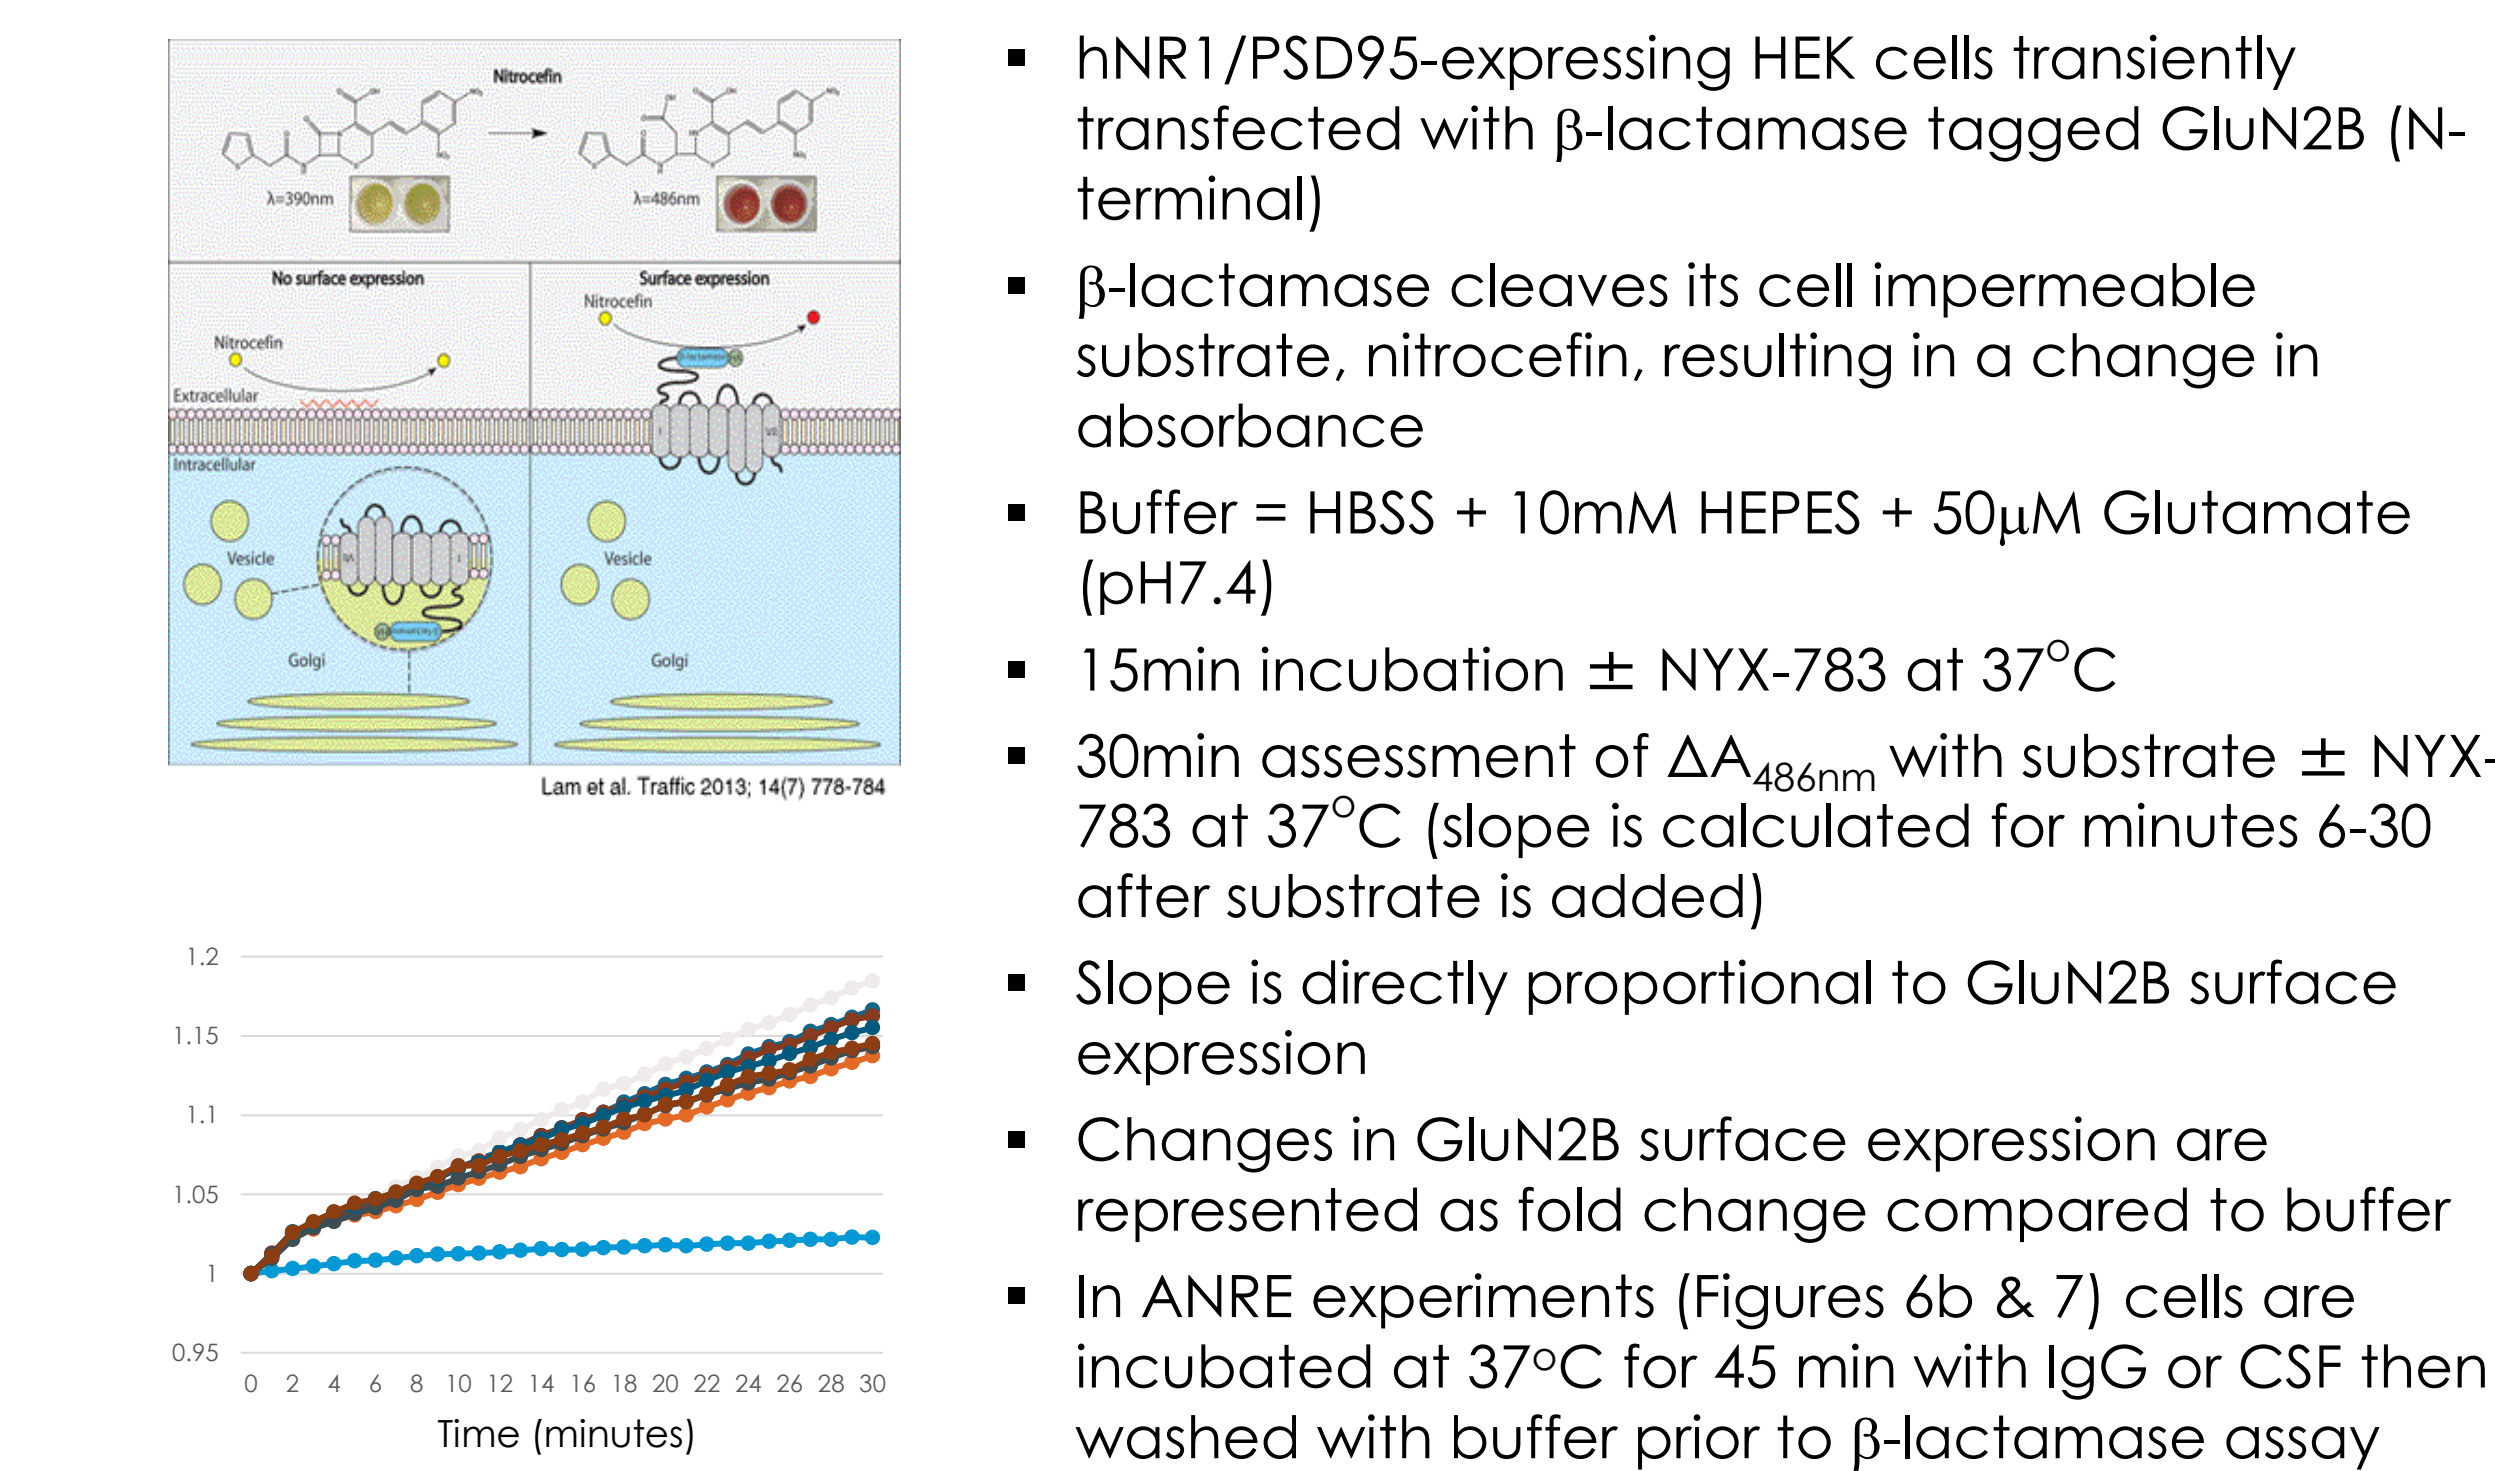 Nitrocefin
λ=390nm
λ=486nm
No surface expression
Nitrocefin
Extracellular
Intracellular
Vesicle
Golgi
Surface expression
Nitrocefin
Vesicle
Golgi
Lam et al. Traffic 2013; 14(7) 778-784
1.2
1.15
1.1
1.05
1
0.95
0 2 4 6 8 10 12 14 16 18 20 22 24 26 28 30
Time (minutes)
▪ hNR1/PSD95-expressing HEK cells transiently
transfected with β-lactamase tagged GluN2B (N-
terminal)
▪ β-lactamase cleaves its cell impermeable
substrate, nitrocefin, resulting in a change in
absorbance
▪ Buffer = HBSS + 10mM HEPES + 50μM Glutamate
(pH7.4)
▪ 15min incubation ± NYX-783 at 37°C
▪ 30min assessment of ΔA486nm with substrate ± NYX-
783 at 37°C (slope is calculated for minutes 6-30
after substrate is added)
▪ Slope is directly proportional to GluN2B surface
expression
▪ Changes in GluN2B surface expression are
represented as fold change compared to buffer
▪ In ANRE experiments (Figures 6b & 7) cells are
incubated at 37°C for 45 min with IgG or CSF then
washed with buffer prior to β-lactamase assay